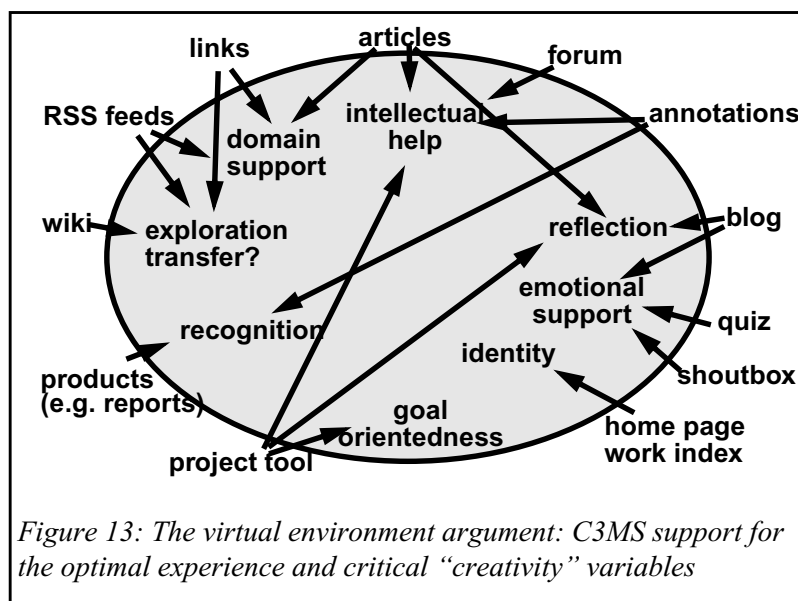 articles
links
forum
RSS feeds
intellectual
help
annotations
domain
support
wiki
exploration
transfer?
reflection
blog
emotional
support
recognition
quiz
identity
shoutbox
products
(e.g. reports)
goal
orientedness
home page
work index
project tool
Figure 13: The virtual environment argument: C3MS support for
the optimal experience and critical “creativity” variables